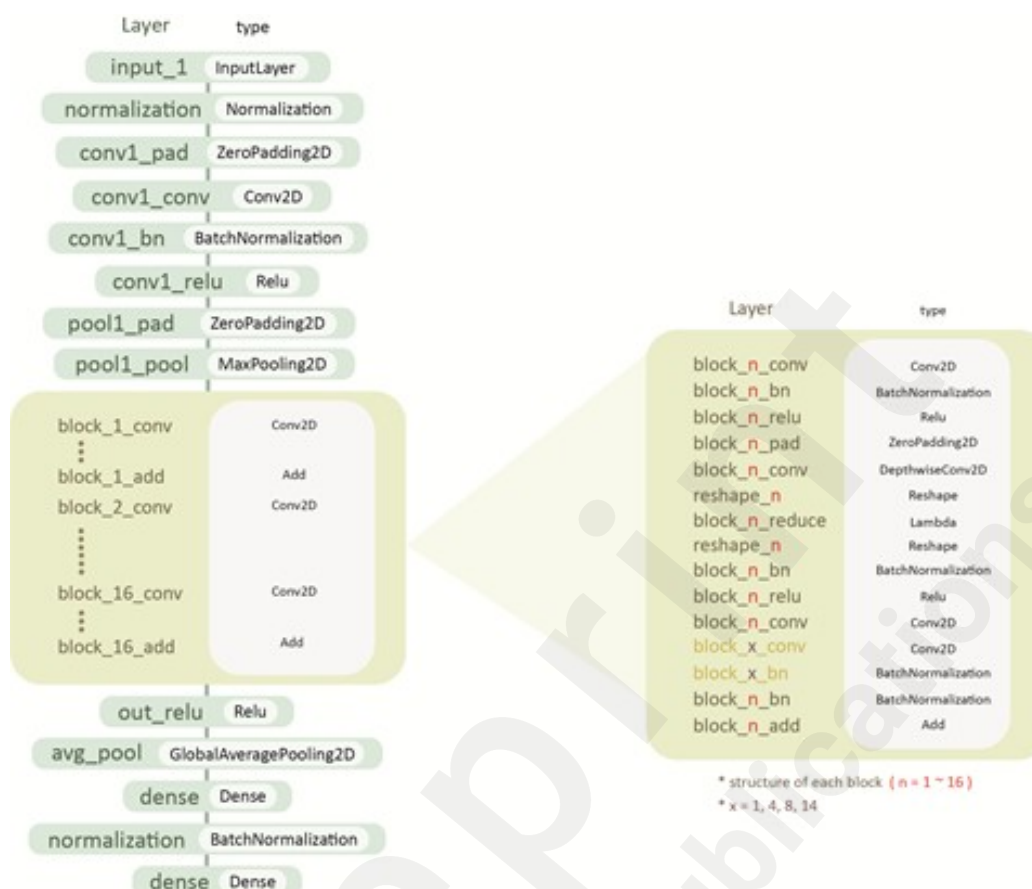 Layer type
input_1 InputLayer
normalization Normalization
conv1_pad ZeroPadding2D
conv1_conv Conv2D
conv1_bn BatchNormalization
conv1_relu Relu
pool1_pad ZeroPadding2D
pool1_pool MaxPooling2D
block_1_conv Conv2D
block_1_add Add
block_2_conv Conv2D
block_16_conv Conv2D
block_16_add Add
out_relu Relu
avg_pool GlobalAveragePooling2D
dense Dense
normalization BatchNormalization
dense Dense
Layer type
block_n_conv Conv2D
block_n_bn BatchNormalization
block_n_relu Relu
block_n_pad ZeroPadding2D
block_n_conv DepthwiseConv2D
reshape_n Reshape
block_n_reduce Lambda
reshape_n Reshape
block_n_bn BatchNormalization
block_n_relu Relu
block_n_conv Conv2D
block_x_conv Conv2D
block_x_bn BatchNormalization
block_n_bn BatchNormalization
block_n_add Add
* structure of each block ( n = 1 ~ 16 )
* x = 1, 4, 8, 14